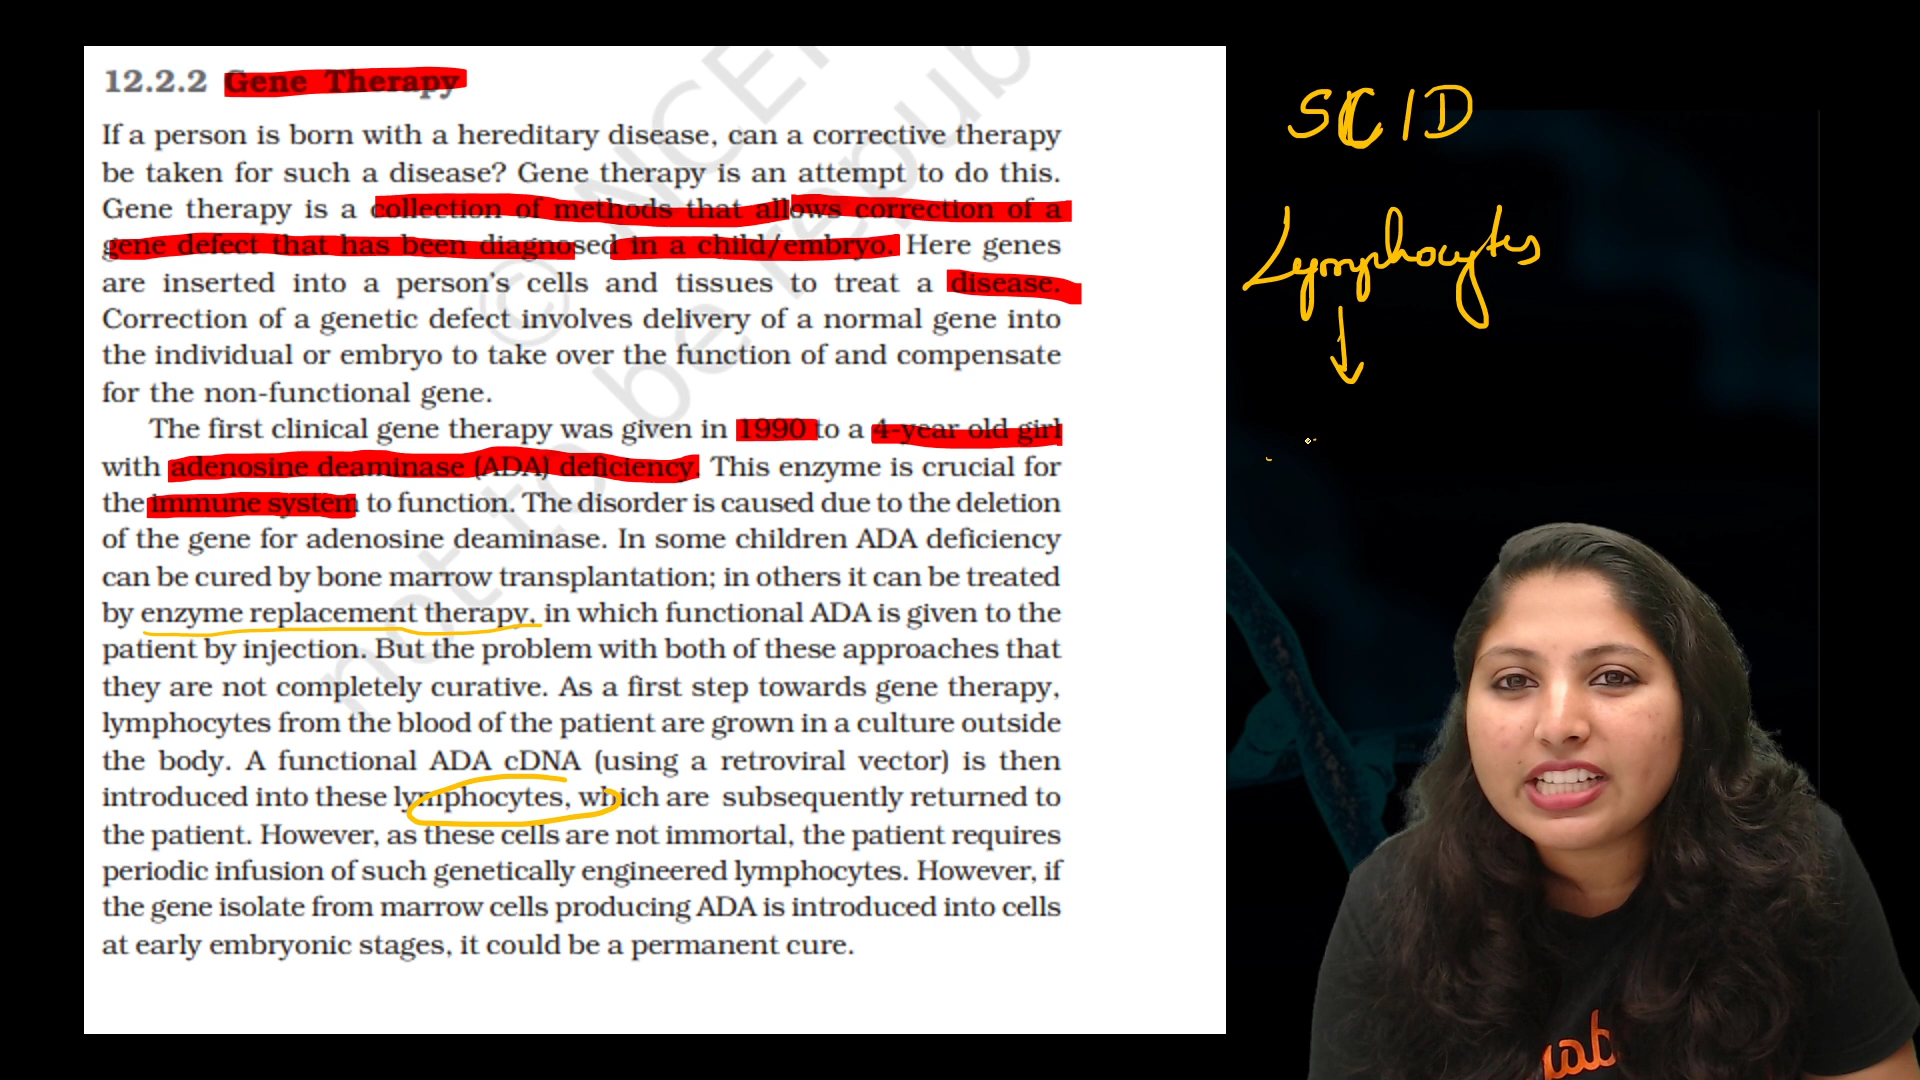 12.2.2 Gene Therapy
If a person is born with a hereditary disease, can a corrective therapy
be taken for such a disease? Gene therapy is an attempt to do this.
Gene therapy is a collection of methods that allows correction of a
gene defect that has been diagnosed in a child/embryo. Here genes
are inserted into a person's cells and tissues to treat a disease.
Correction of a genetic defect involves delivery of a normal gene into
the individual or embryo to take over the function of and compensate
for the non-functional gene.
The first clinical gene therapy was given in 1990 to a 4-year old girl
with adenosine deaminase (ADA) deficiency. This enzyme is crucial for
the immune system to function. The disorder is caused due to the deletion
of the gene for adenosine deaminase. In some children ADA deficiency
can be cured by bone marrow transplantation; in others it can be treated
by enzyme replacement therapy, in which functional ADA is given to the
patient by injection. But the problem with both of these approaches that
they are not completely curative. As a first step towards gene therapy,
lymphocytes from the blood of the patient are grown in a culture outside
the body. A functional ADA cDNA (using a retroviral vector) is then
introduced into these lymphocytes, which are subsequently returned to
the patient. However, as these cells are not immortal, the patient requires
periodic infusion of such genetically engineered lymphocytes. However, if
the gene isolate from marrow cells producing ADA is introduced into cells
at early embryonic stages, it could be a permanent cure.
© NCE
not to be repub
SCID
Lymphocytes